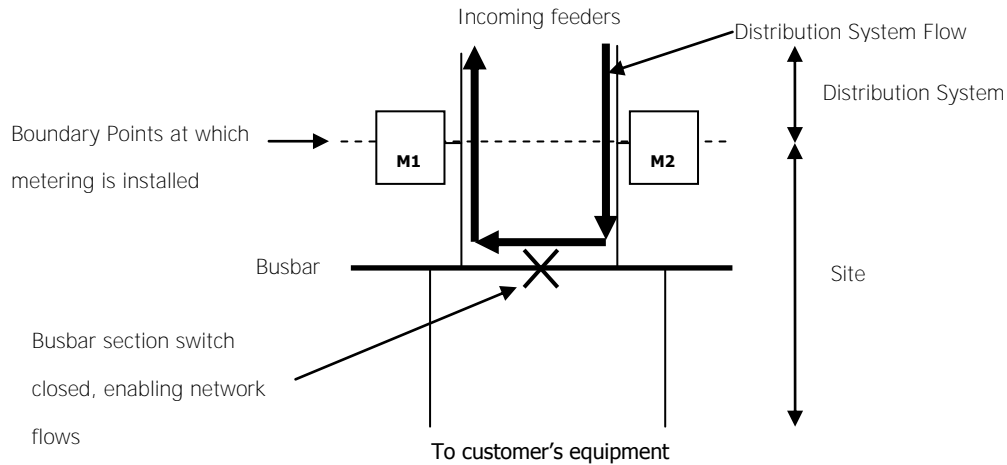 Incoming feeders
Distribution System Flow
Distribution System
Boundary Points at which
metering is installed
M1
M2
Busbar
Site
Busbar section switch
closed, enabling network
flows
To customer's equipment